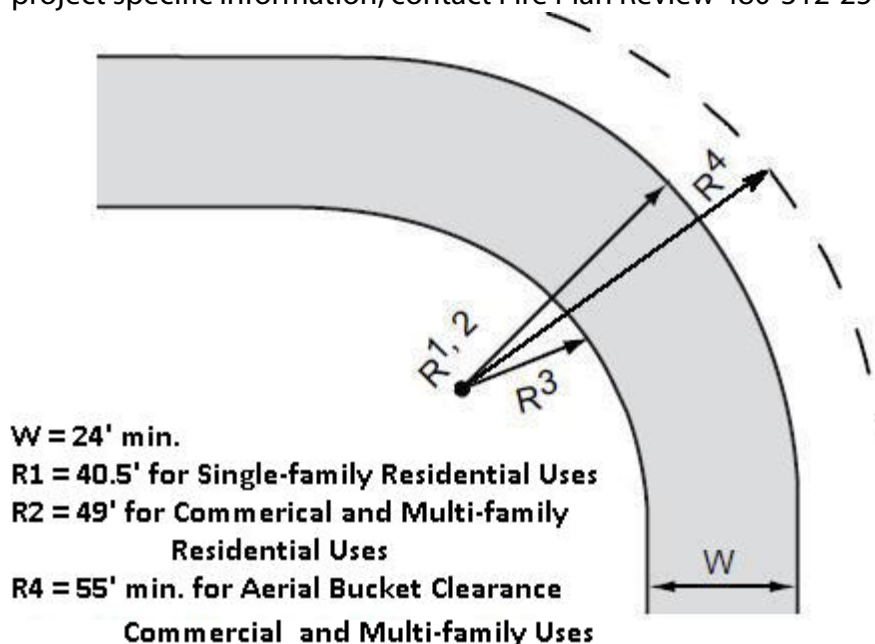 project specific information, contact Fire Plan Review 480-312-25
R4
R1, 2
R3
W = 24' min.
R1 = 40.5' for Single-family Residential Uses
R2 = 49' for Commerical and Multi-family
Residential Uses
W
R4 = 55' min. for Aerial Bucket Clearance
Commercial and Multi-family Uses